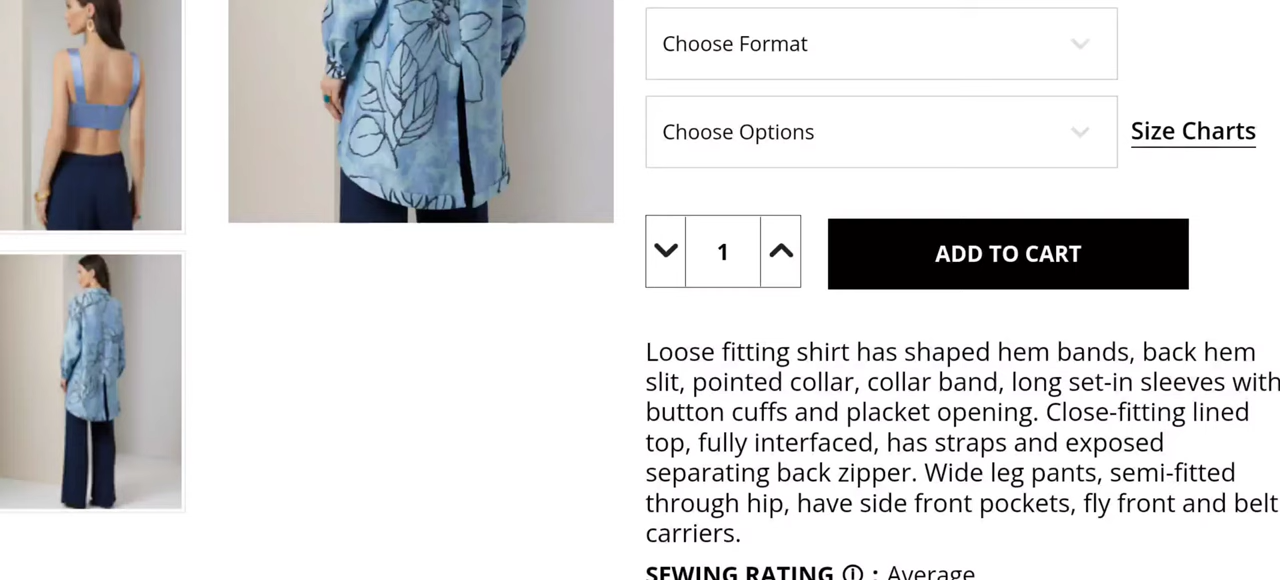 Choose Format
Choose Options
Size Charts
1
ADD TO CART
Loose fitting shirt has shaped hem bands, back hem
slit, pointed collar, collar band, long set-in sleeves with
button cuffs and placket opening. Close-fitting lined
top, fully interfaced, has straps and exposed
separating back zipper. Wide leg pants, semi-fitted
through hip, have side front pockets, fly front and belt
carriers.
SEWING RATING ⓘ : Average